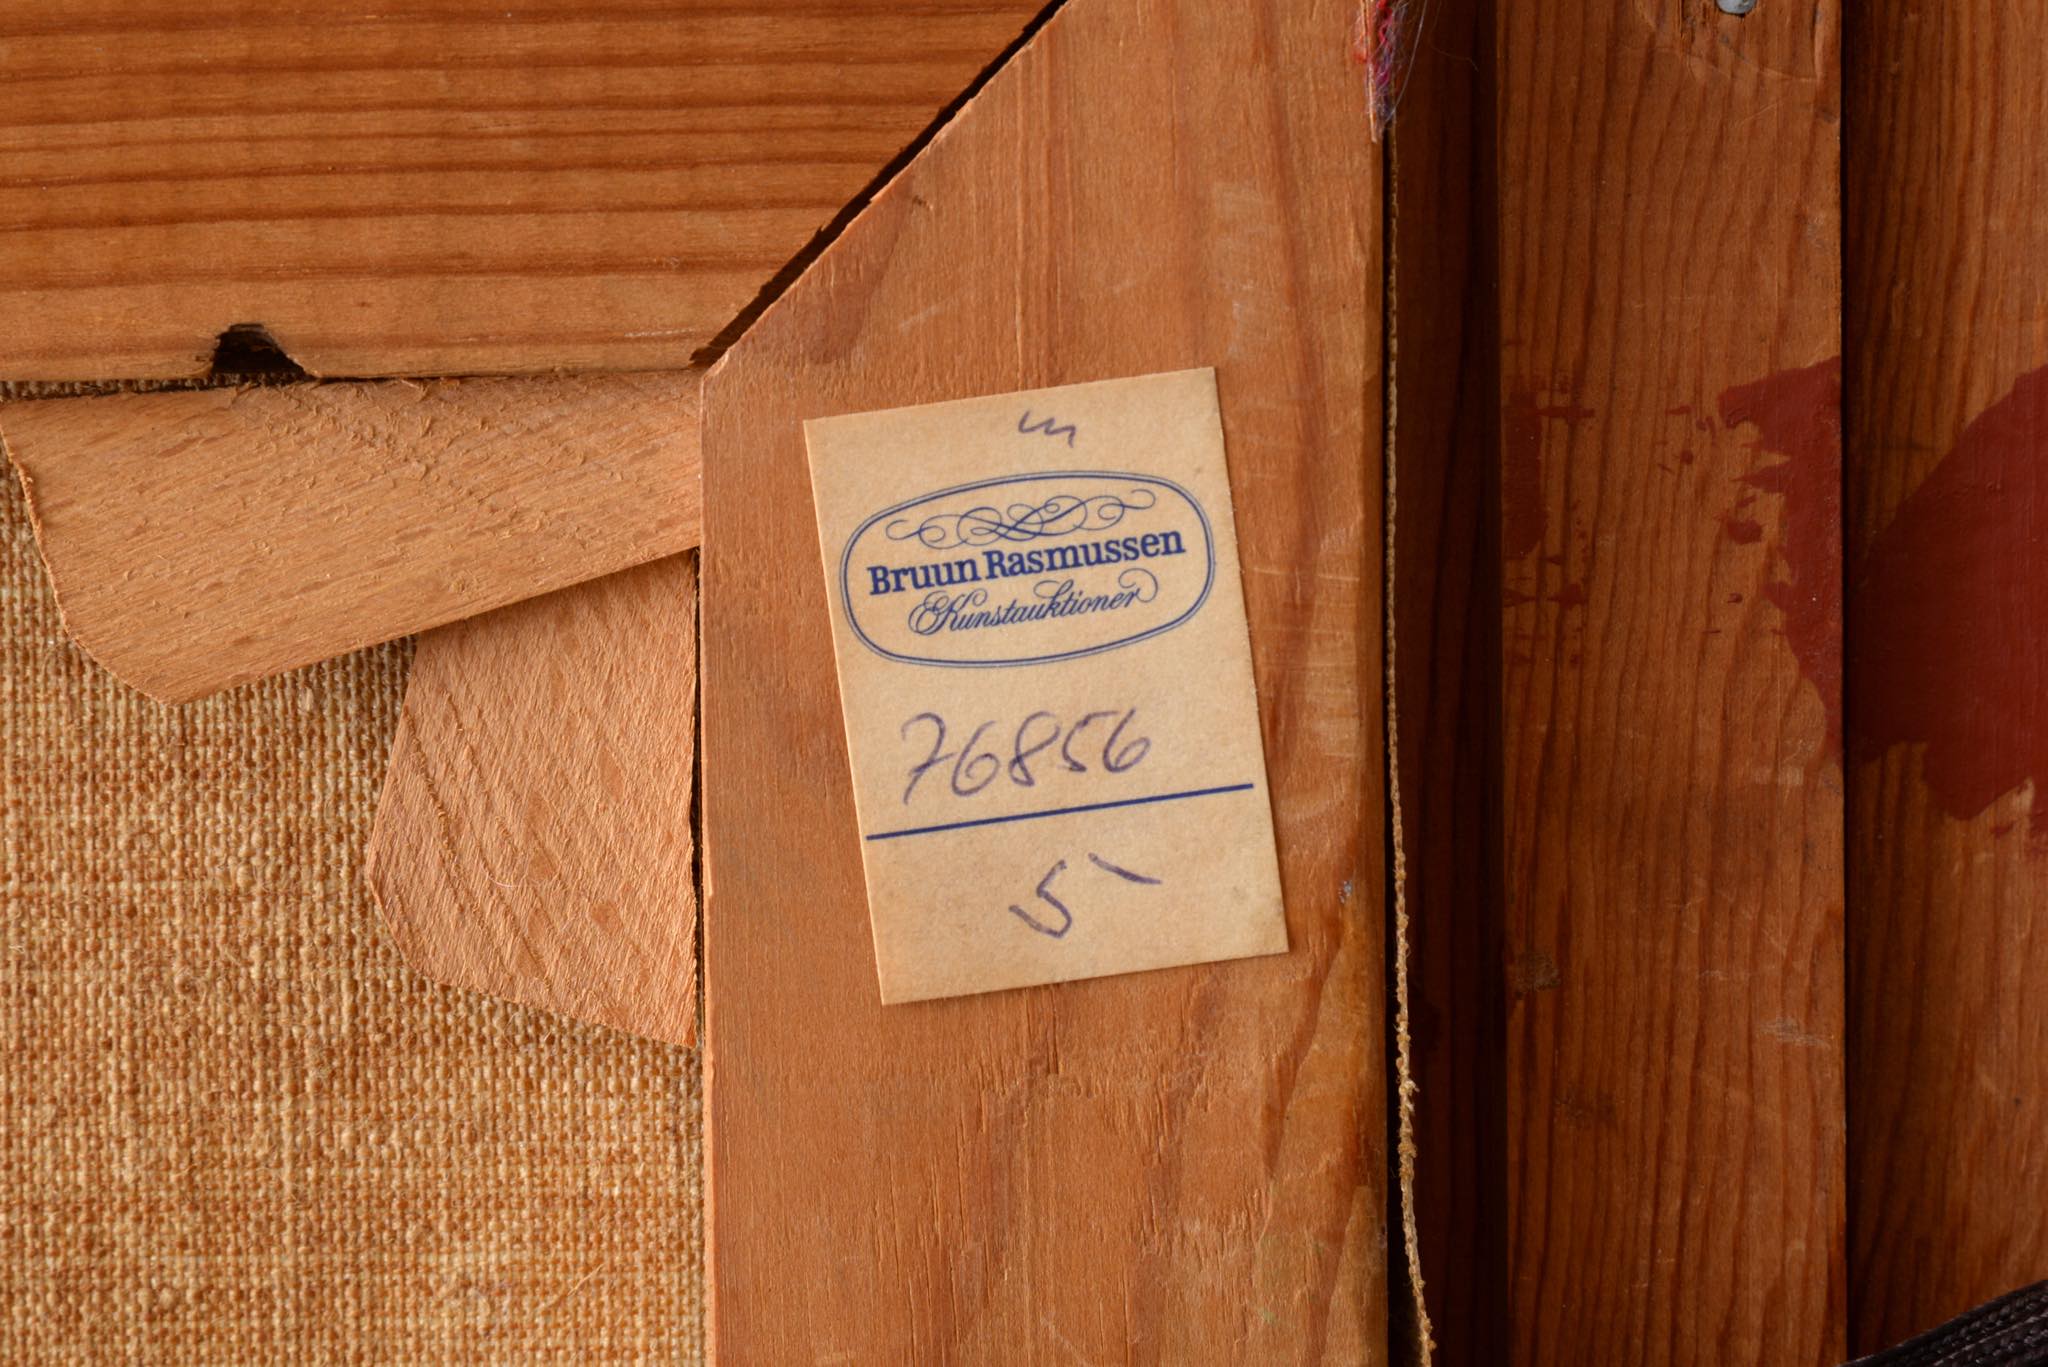 Bruun Rasmussen
Kunstauktioner
76856
5